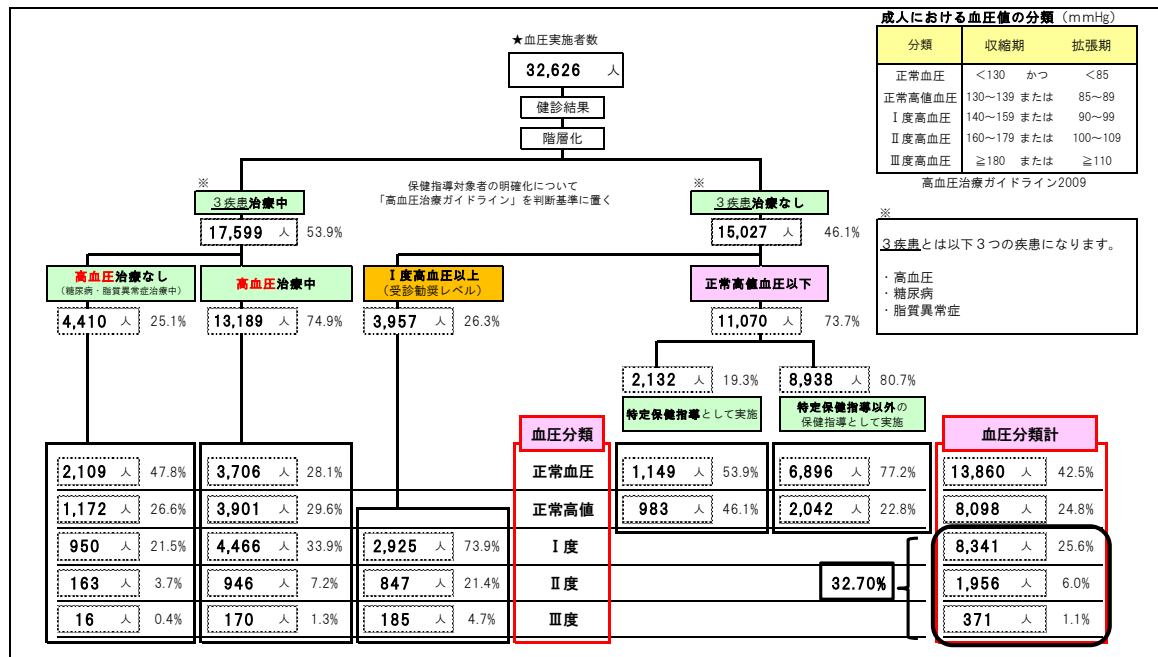 成人における血圧値の分類（mmHg）
分類 収縮期 拡張期
正常血圧 ＜130 かつ ＜85
正常高値血圧 130～139 または 85～89
Ⅰ度高血圧 140～159 または 90～99
Ⅱ度高血圧 160～179 または 100～109
Ⅲ度高血圧 ≧180 または ≧110
高血圧治療ガイドライン2009
★血圧実施者数
32,626 人
健診結果
階層化
保健指導対象者の明確化について
「高血圧治療ガイドライン」を判断基準に置く
※
３疾患治療中
17,599 人 53.9%
※
３疾患治療なし
15,027 人 46.1%
※
３疾患とは以下３つの疾患になります。
・高血圧
・糖尿病
・脂質異常症
高血圧治療なし
（糖尿病・脂質異常症治療中）
4,410 人 25.1%
高血圧治療中
13,189 人 74.9%
Ⅰ度高血圧以上
（受診勧奨レベル）
3,957 人 26.3%
正常高値血圧以下
11,070 人 73.7%
2,132 人 19.3%
特定保健指導として実施
8,938 人 80.7%
特定保健指導以外の
保健指導として実施
血圧分類
血圧分類計
2,109 人 47.8% 3,706 人 28.1% 正常血圧 1,149 人 53.9% 6,896 人 77.2% 13,860 人 42.5%
1,172 人 26.6% 3,901 人 29.6% 正常高値 983 人 46.1% 2,042 人 22.8% 8,098 人 24.8%
950 人 21.5% 4,466 人 33.9% 2,925 人 73.9% Ⅰ度 8,341 人 25.6%
163 人 3.7% 946 人 7.2% 847 人 21.4% Ⅱ度 32.70% 1,956 人 6.0%
16 人 0.4% 170 人 1.3% 185 人 4.7% Ⅲ度 371 人 1.1%